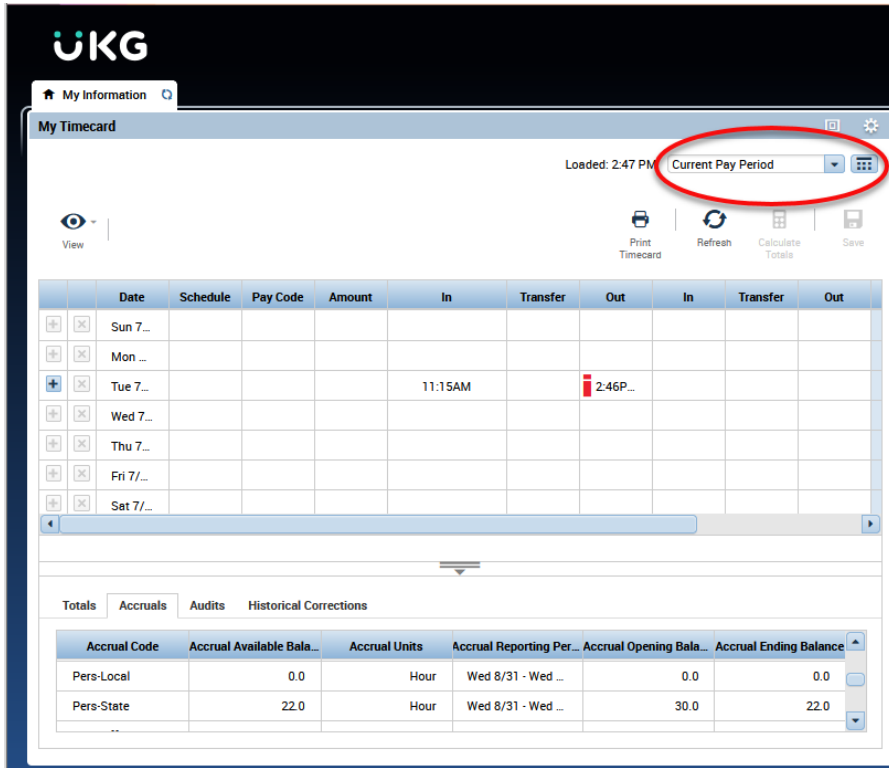 UKG
My Information
My Timecard
Loaded: 2:47 PM Current Pay Period
View Print Timecard Refresh Calculate Totals Save
Date Schedule Pay Code Amount In Transfer Out In Transfer Out
Sun 7...
Mon ...
Tue 7... 11:15AM 2:46P...
Wed 7...
Thu 7...
Fri 7/...
Sat 7/...
Totals Accruals Audits Historical Corrections
Accrual Code Accrual Available Bala... Accrual Units Accrual Reporting Per... Accrual Opening Bala... Accrual Ending Balance
Pers-Local 0.0 Hour Wed 8/31 - Wed ... 0.0 0.0
Pers-State 22.0 Hour Wed 8/31 - Wed ... 30.0 22.0